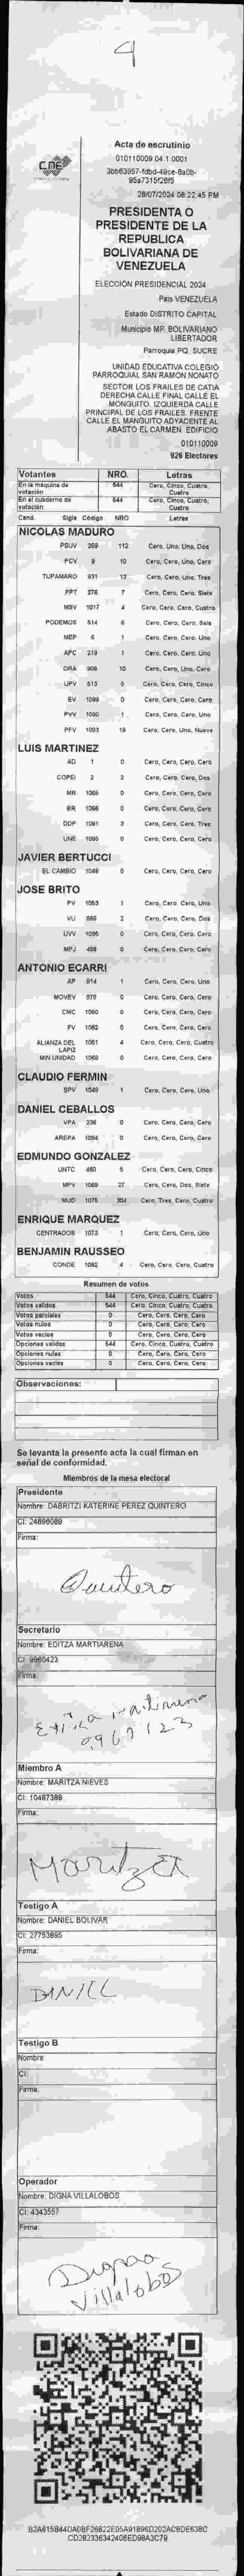 4
CNE
Acta de escrutinio
010110009.04.1.0001
28/07/2024 08:22:45 PM
PRESIDENTA O
PRESIDENTE DE LA
REPUBLICA
BOLIVARIANA DE
VENEZUELA
ELECCIÓN PRESIDENCIAL 2024
País VENEZUELA
Estado DISTRITO CAPITAL
Municipio MP. BOLIVARIANO
LIBERTADOR
Parroquia PQ. SUCRE
UNIDAD EDUCATIVA COLEGIO
PARROQUIAL SAN RAMON NONATO
SECTOR LOS FRAILES DE CATIA
DERECHA CALLE FINAL CALLE EL
MONGUITO. IZQUIERDA CALLE
PRINCIPAL DE LOS FRAILES. FRENTE
CALLE EL MANGUITO ADYACENTE AL
ABASTO EL CARMEN. EDIFICIO
010110009
926 Electores
Votantes NRO. Letras
En la máquina de votación 544 Cero, Cinco, Cuatro, Cuatro
En el cuaderno de votación 544 Cero, Cinco, Cuatro, Cuatro
Cand. Sigla Código NRO Letras
NICOLAS MADURO
PSUV 269 112 Cero, Uno, Uno, Dos
PCV 9 10 Cero, Cero, Uno, Cero
TUPAMARO 931 13 Cero, Cero, Uno, Tres
PPT 276 7 Cero, Cero, Cero, Siete
MSV 1017 4 Cero, Cero, Cero, Cuatro
PODEMOS 514 6 Cero, Cero, Cero, Seis
MEP 6 1 Cero, Cero, Cero, Uno
APC 219 1 Cero, Cero, Cero, Uno
ORA 906 10 Cero, Cero, Uno, Cero
UPV 513 5 Cero, Cero, Cero, Cinco
EV 1089 0 Cero, Cero, Cero, Cero
PVV 1090 1 Cero, Cero, Cero, Uno
PFV 1093 19 Cero, Cero, Uno, Nueve
LUIS MARTINEZ
AD 1 0 Cero, Cero, Cero, Cero
COPEI 2 2 Cero, Cero, Cero, Dos
MR 1065 0 Cero, Cero, Cero, Cero
BR 1066 0 Cero, Cero, Cero, Cero
DDP 1091 3 Cero, Cero, Cero, Tres
UNE 1095 0 Cero, Cero, Cero, Cero
JAVIER BERTUCCI
EL CAMBIO 1048 0 Cero, Cero, Cero, Cero
JOSE BRITO
PV 1053 1 Cero, Cero, Cero, Uno
VU 868 2 Cero, Cero, Cero, Dos
UVV 1096 0 Cero, Cero, Cero, Cero
MPJ 458 0 Cero, Cero, Cero, Cero
ANTONIO ECARRI
AP 914 1 Cero, Cero, Cero, Uno
MOVEV 978 0 Cero, Cero, Cero, Cero
CMC 1060 0 Cero, Cero, Cero, Cero
FV 1062 0 Cero, Cero, Cero, Cero
ALIANZA DEL LAPIZ 1051 4 Cero, Cero, Cero, Cuatro
MIN UNIDAD 1068 0 Cero, Cero, Cero, Cero
CLAUDIO FERMIN
SPV 1049 1 Cero, Cero, Cero, Uno
DANIEL CEBALLOS
VPA 236 0 Cero, Cero, Cero, Cero
AREPA 1094 0 Cero, Cero, Cero, Cero
EDMUNDO GONZALEZ
UNTC 460 5 Cero, Cero, Cero, Cinco
MPV 1069 27 Cero, Cero, Dos, Siete
MUD 1075 304 Cero, Tres, Cero, Cuatro
ENRIQUE MARQUEZ
CENTRADOS 1073 1 Cero, Cero, Cero, Uno
BENJAMIN RAUSSEO
CONDE 1082 4 Cero, Cero, Cero, Cuatro
Resumen de votos
Votos 544 Cero, Cinco, Cuatro, Cuatro
Votos validos 544 Cero, Cinco, Cuatro, Cuatro
Votos parciales 0 Cero, Cero, Cero, Cero
Votos nulos 0 Cero, Cero, Cero, Cero
Votos vacios 0 Cero, Cero, Cero, Cero
Opciones validas 544 Cero, Cinco, Cuatro, Cuatro
Opciones nulas 0 Cero, Cero, Cero, Cero
Opciones vacias 0 Cero, Cero, Cero, Cero
Observaciones:
Se levanta la presente acta la cual firman en
señal de conformidad.
Miembros de la mesa electoral
Presidente
Nombre: DABRITZI KATERINE PEREZ QUINTERO
CI: 24898089
Firma:
Quintero
Secretario
Nombre: EDITZA MARTIARENA
CI: 9960423
Firma:
Miembro A
Nombre: MARITZA NIEVES
CI: 10487388
Firma:
Maritza
Testigo A
Nombre: DANIEL BOLIVAR
CI: 27753895
Firma:
DANIEL
Testigo B
Nombre:
CI:
Firma:
Operador
Nombre: DIGNA VILLALOBOS
CI: 4343557
Firma:
Digna
Villalobos